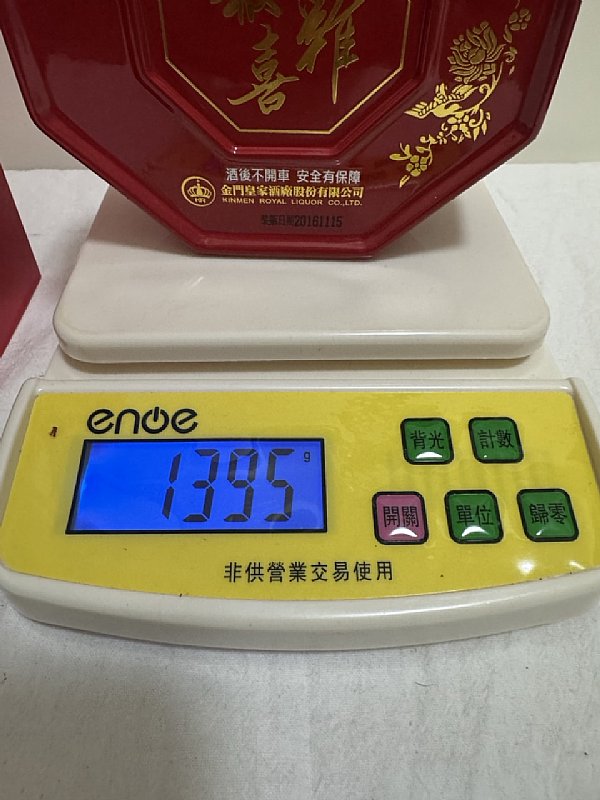 喜
酒後不開車 安全有保障
金門皇家酒廠股份有限公司
KINMEN ROYAL LIQUOR CO.,LTD.
20161115
enoe
1395 g
背光
計數
開關
單位
歸零
非供營業交易使用